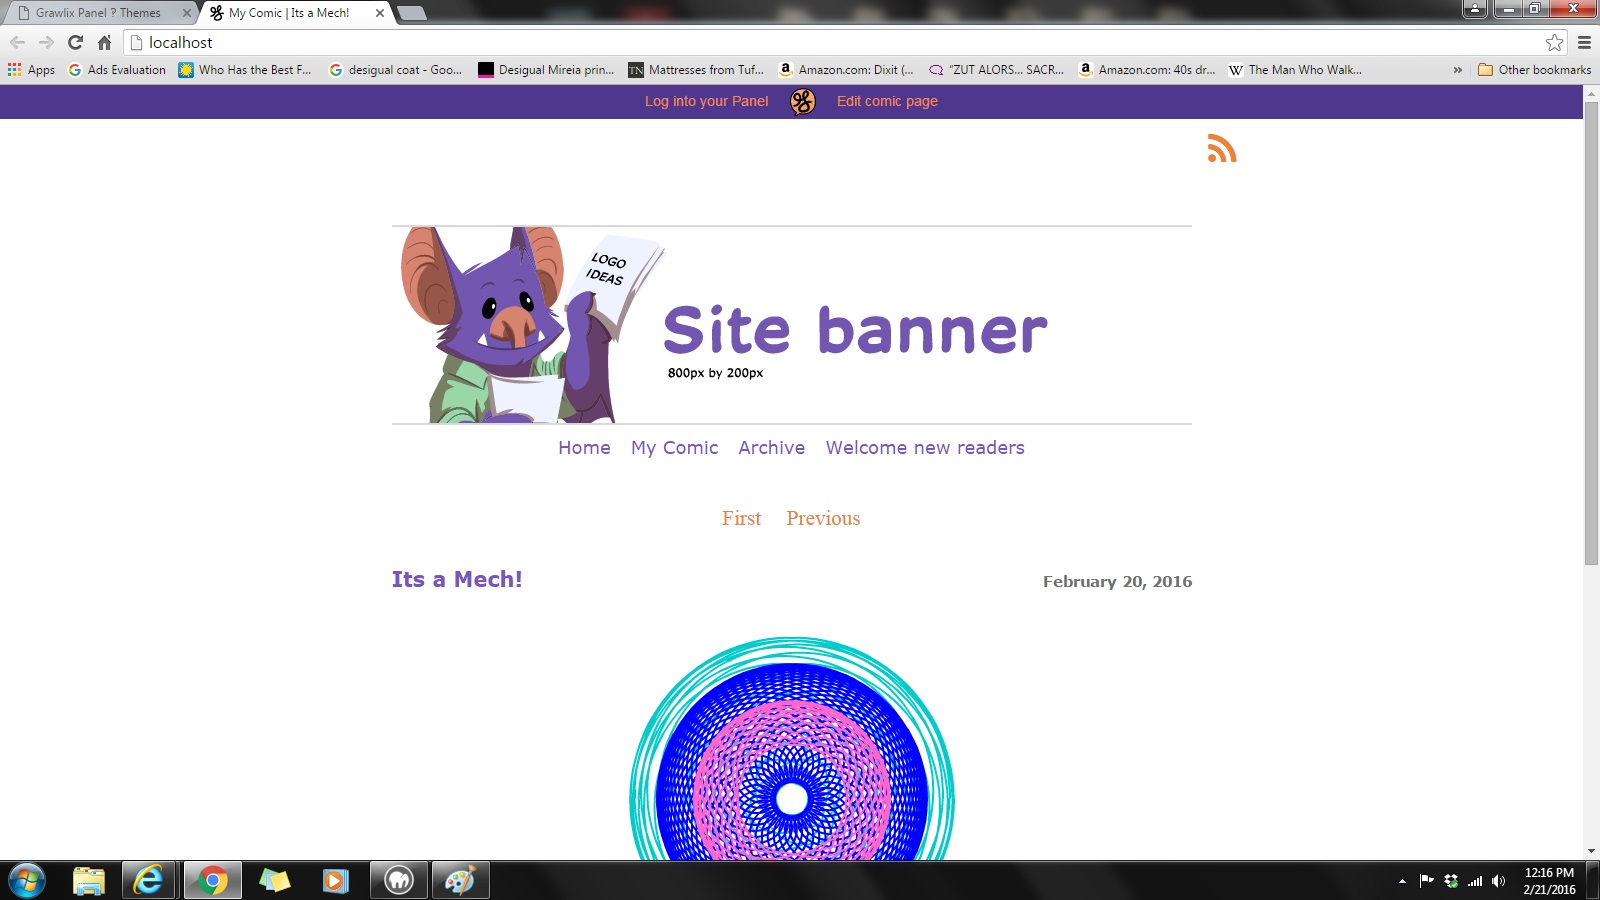 Grawlix Panel ? Themes
My Comic | Its a Mech!
localhost
Apps
Ads Evaluation
Who Has the Best F...
desigual coat - Goo...
Desigual Mireia prin...
TN
Mattresses from Tuf...
Amazon.com: Dixit (...
"ZUT ALORS... SACR...
Amazon.com: 40s dr...
W
The Man Who Walk...
»
Other bookmarks
Log into your Panel
Edit comic page
LOGO
IDEAS
Site banner
800px by 200px
Home My Comic Archive Welcome new readers
First Previous
Its a Mech!
February 20, 2016
12:16 PM
2/21/2016